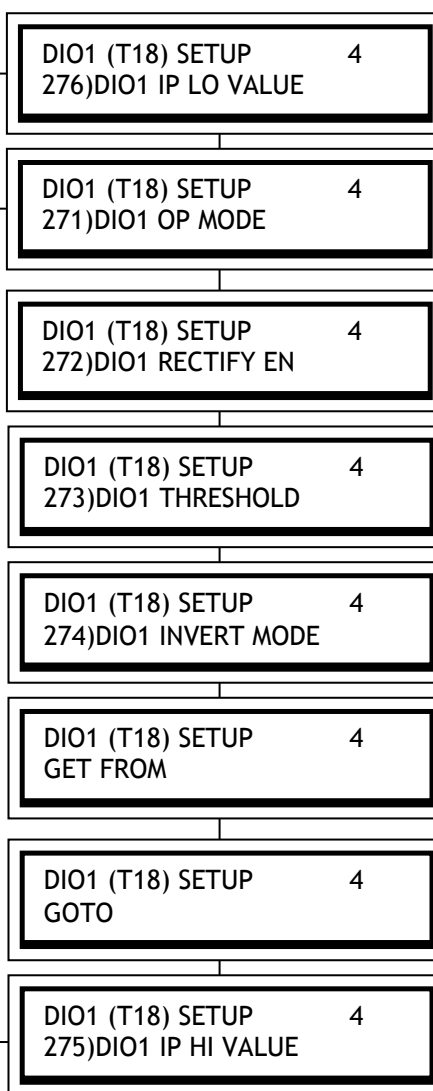 DIO1 (T18) SETUP 4
276)DIO1 IP LO VALUE
DIO1 (T18) SETUP 4
271)DIO1 OP MODE
DIO1 (T18) SETUP 4
272)DIO1 RECTIFY EN
DIO1 (T18) SETUP 4
273)DIO1 THRESHOLD
DIO1 (T18) SETUP 4
274)DIO1 INVERT MODE
DIO1 (T18) SETUP 4
GET FROM
DIO1 (T18) SETUP 4
GOTO
DIO1 (T18) SETUP 4
275)DIO1 IP HI VALUE